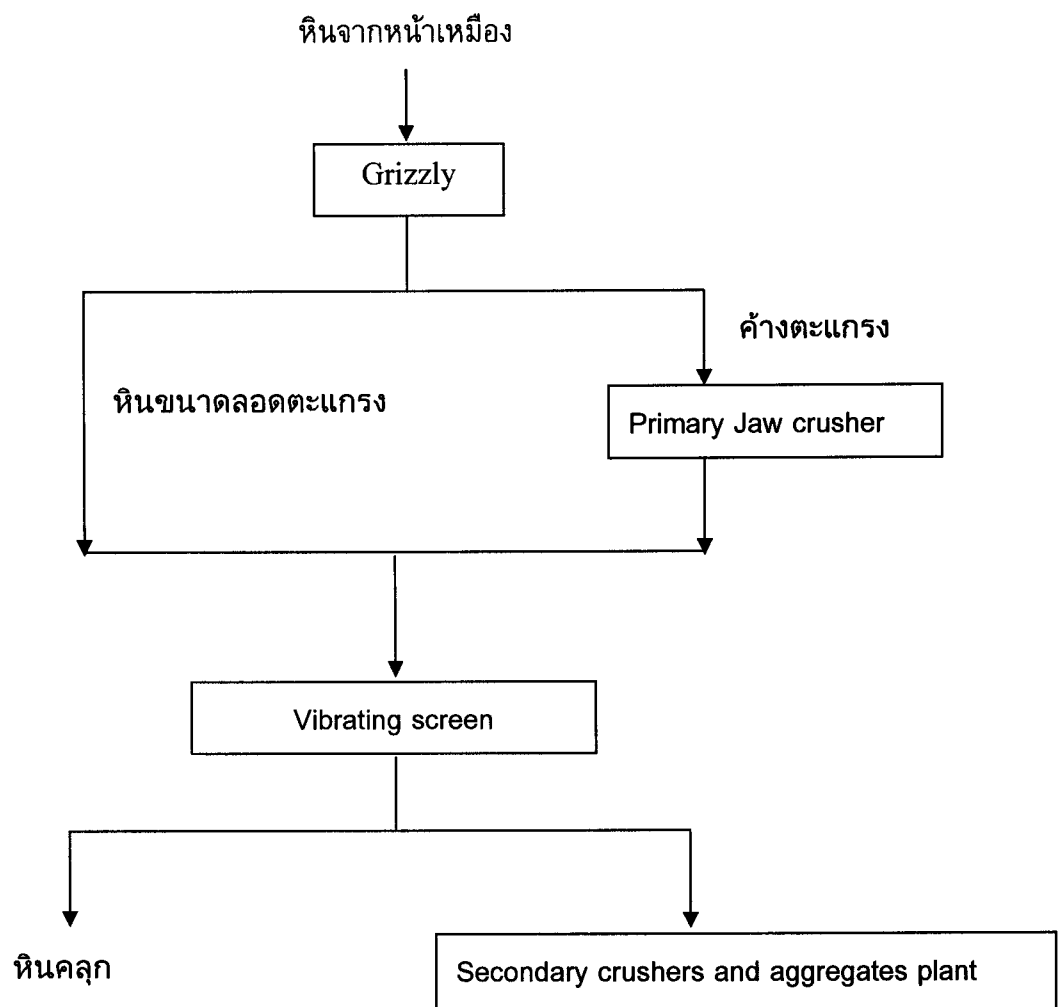 หินจากหน้าเหมือง
Grizzly
ค้างตะแกรง
หินขนาดลอดตะแกรง
Primary Jaw crusher
Vibrating screen
หินคลุก
Secondary crushers and aggregates plant